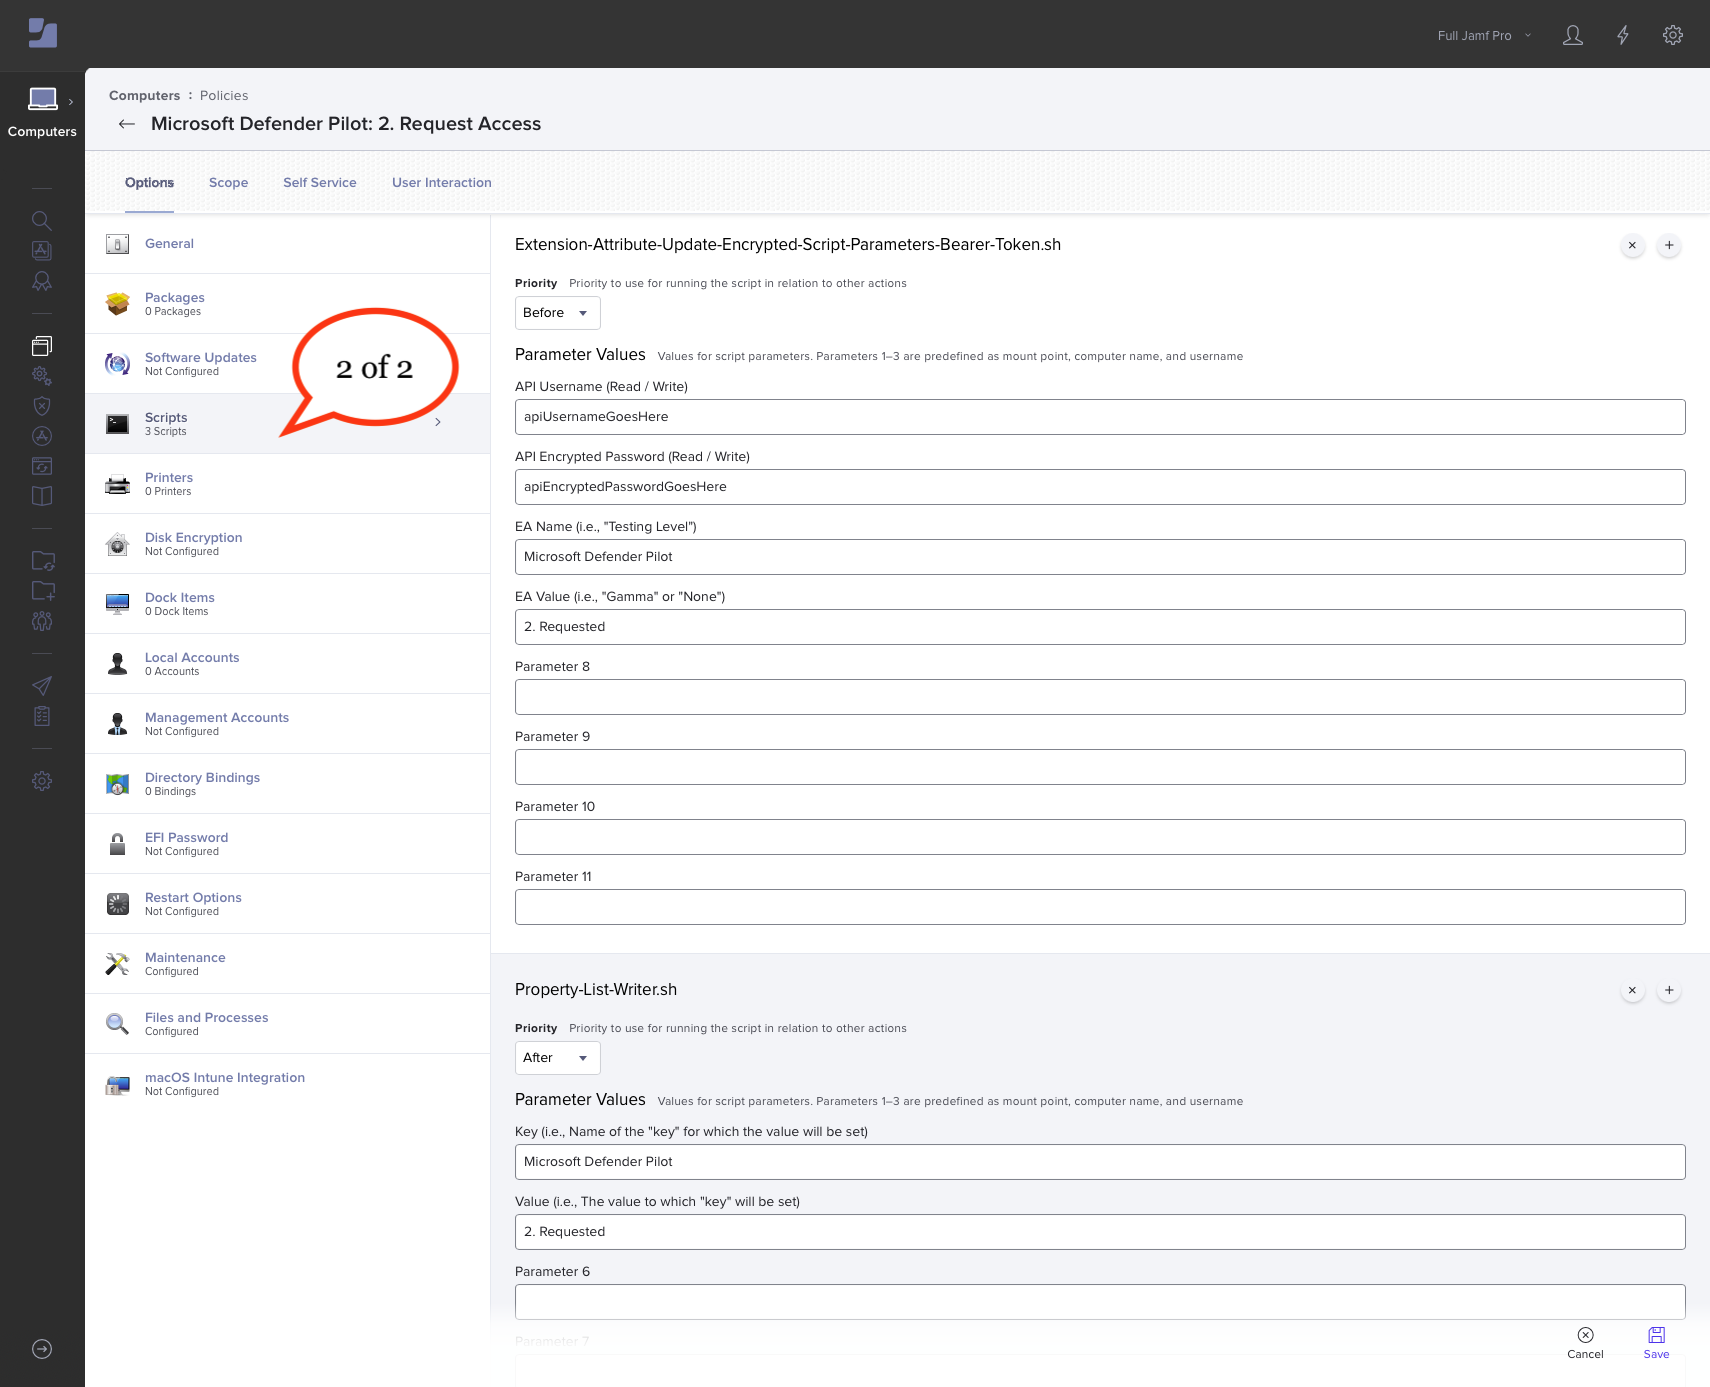 Full Jamf Pro
Computers
Computers : Policies
Microsoft Defender Pilot: 2. Request Access
Options
Scope
Self Service
User Interaction
General
Packages
0 Packages
Software Updates
Not Configured
Scripts
3 Scripts
2 of 2
Printers
0 Printers
Disk Encryption
Not Configured
Dock Items
0 Dock Items
Local Accounts
0 Accounts
Management Accounts
Not Configured
Directory Bindings
0 Bindings
EFI Password
Not Configured
Restart Options
Not Configured
Maintenance
Configured
Files and Processes
Configured
macOS Intune Integration
Not Configured
Extension-Attribute-Update-Encrypted-Script-Parameters-Bearer-Token.sh
Priority Priority to use for running the script in relation to other actions
Before
Parameter Values Values for script parameters. Parameters 1–3 are predefined as mount point, computer name, and username
API Username (Read / Write)
apiUsernameGoesHere
API Encrypted Password (Read / Write)
apiEncryptedPasswordGoesHere
EA Name (i.e., "Testing Level")
Microsoft Defender Pilot
EA Value (i.e., "Gamma" or "None")
2. Requested
Parameter 8
Parameter 9
Parameter 10
Parameter 11
Property-List-Writer.sh
Priority Priority to use for running the script in relation to other actions
After
Parameter Values Values for script parameters. Parameters 1–3 are predefined as mount point, computer name, and username
Key (i.e., Name of the "key" for which the value will be set)
Microsoft Defender Pilot
Value (i.e., The value to which "key" will be set)
2. Requested
Parameter 6
Parameter 7
Cancel
Save